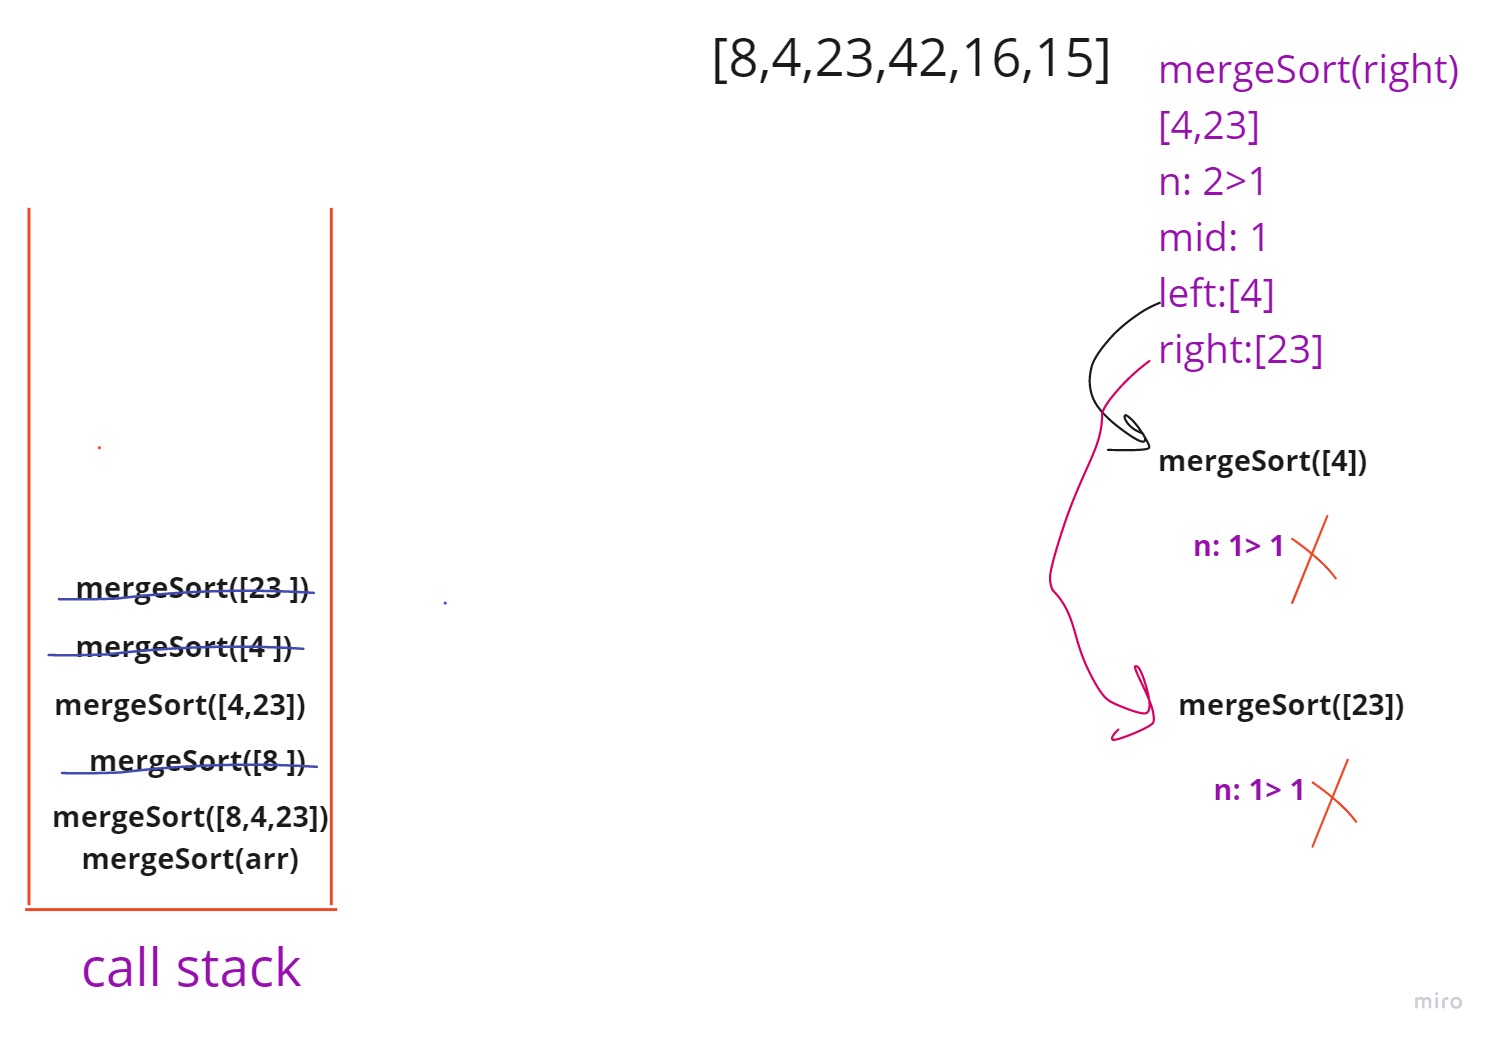 [8,4,23,42,16,15]
mergeSort(right)
[4,23]
n: 2>1
mid: 1
left:[4]
right:[23]
mergeSort([4])
n: 1> 1
mergeSort([23])
n: 1> 1
mergeSort([23 ])
mergeSort([4 ])
mergeSort([4,23])
mergeSort([8 ])
mergeSort([8,4,23])
mergeSort(arr)
call stack
miro